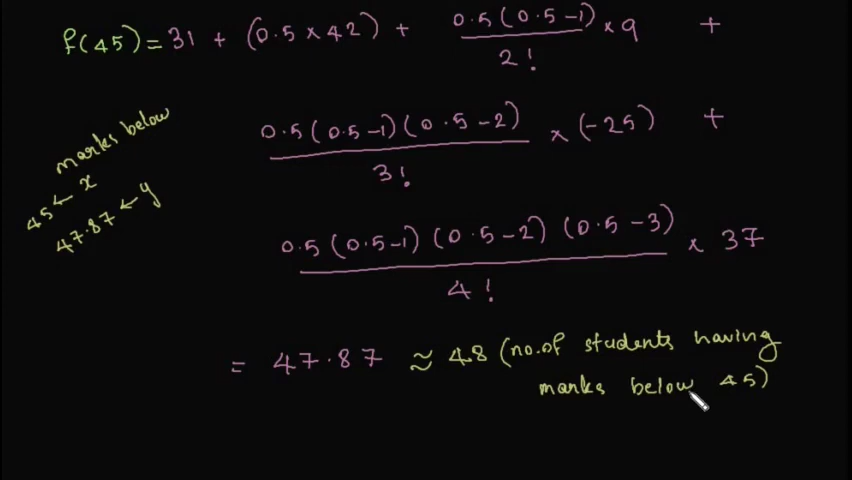 f(45) = 31 + (0.5 × 42) + 0.5(0.5-1)/2! × 9 +
0.5(0.5-1)(0.5-2)/3! × (-25) +
marks below
45 ← x
47.87 ← y
0.5(0.5-1)(0.5-2)(0.5-3)/4! × 37
= 47.87 ≈ 48 (no.of students having
marks below 45)